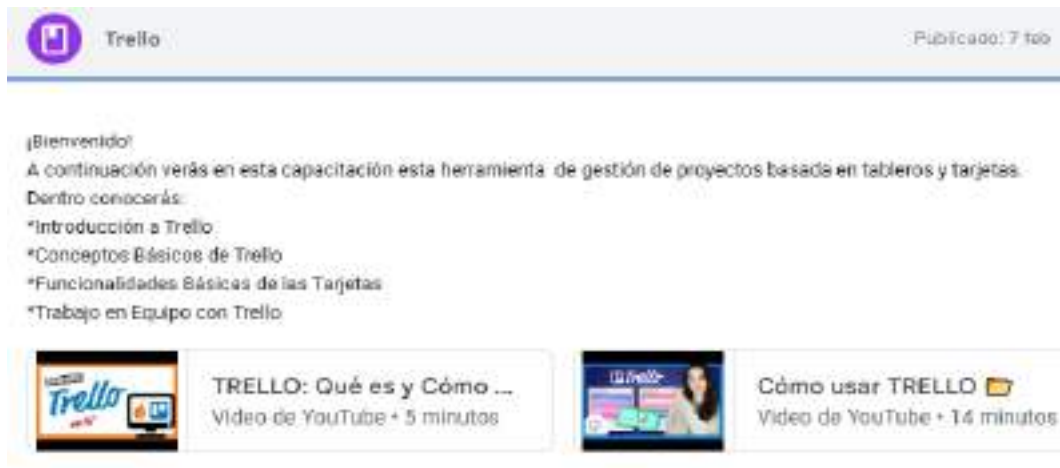 Trello
Publicado: 7 feb
¡Bienvenido!
A continuación verás en esta capacitación esta herramienta de gestión de proyectos basada en tableros y tarjetas.
Dentro conocerás:
*Introducción a Trello
*Conceptos Básicos de Trello
*Funcionalidades Básicas de las Tarjetas
*Trabajo en Equipo con Trello
Trello
TRELLO: Qué es y Cómo ...
Video de YouTube • 5 minutos
Trello
Cómo usar TRELLO 📂
Video de YouTube • 14 minutos